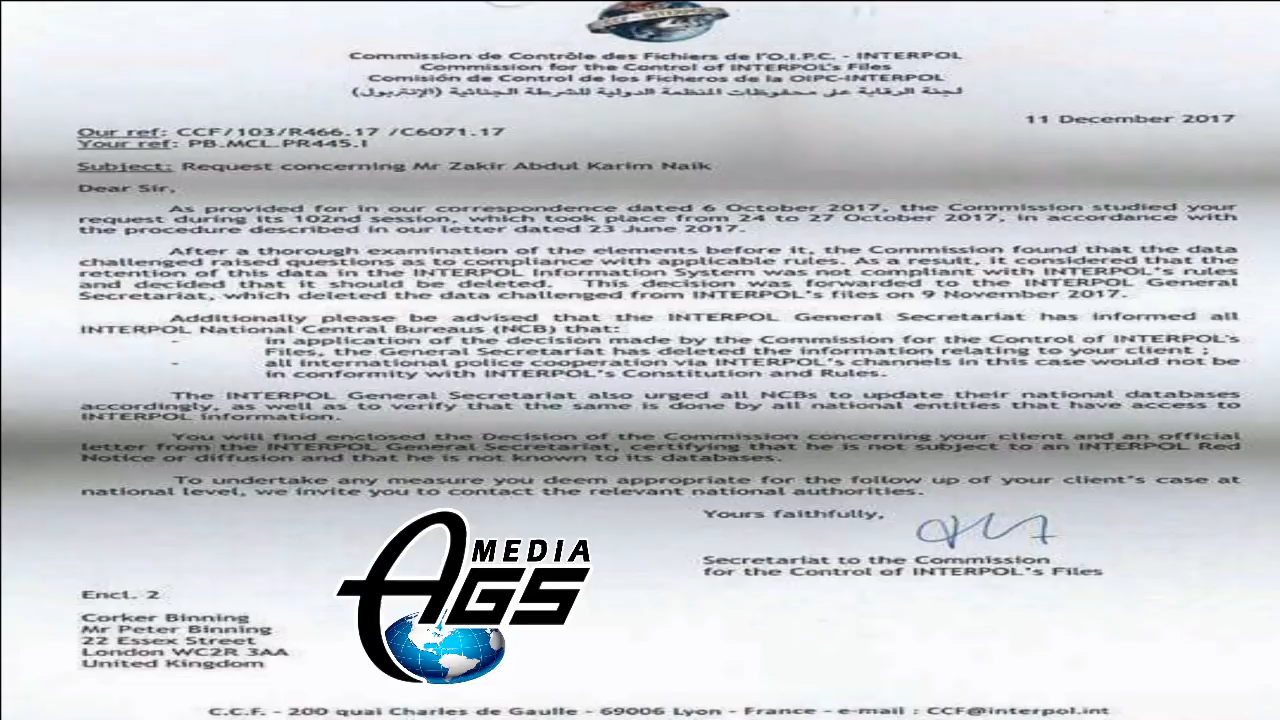 CCF - INTERPOL
Commission de Contrôle des Fichiers de l'O.I.P.C. - INTERPOL
Commission for the Control of INTERPOL's Files
Comisión de Control de los Ficheros de la OIPC-INTERPOL
لجنة الرقابة على محفوظات المنظمة الدولية للشرطة الجنائية (الإنتربول)
11 December 2017
Our ref: CCF/103/R466.17 /C6071.17
Your ref: PB.MCL.PR445.I
Subject: Request concerning Mr Zakir Abdul Karim Naik
Dear Sir,
As provided for in our correspondence dated 6 October 2017, the Commission studied your
request during its 102nd session, which took place from 24 to 27 October 2017, in accordance with
the procedure described in our letter dated 23 June 2017.
After a thorough examination of the elements before it, the Commission found that the data
challenged raised questions as to compliance with applicable rules. As a result, it considered that the
retention of this data in the INTERPOL Information System was not compliant with INTERPOL's rules
and decided that it should be deleted. This decision was forwarded to the INTERPOL General
Secretariat, which deleted the data challenged from INTERPOL's files on 9 November 2017.
Additionally please be advised that the INTERPOL General Secretariat has informed all
INTERPOL National Central Bureaus (NCB) that:
- in application of the decision made by the Commission for the Control of INTERPOL's
Files, the General Secretariat has deleted the information relating to your client ;
- all international police cooperation via INTERPOL's channels in this case would not be
in conformity with INTERPOL's Constitution and Rules.
The INTERPOL General Secretariat also urged all NCBs to update their national databases
accordingly, as well as to verify that the same is done by all national entities that have access to
INTERPOL information.
You will find enclosed the Decision of the Commission concerning your client and an official
letter from the INTERPOL General Secretariat, certifying that he is not subject to an INTERPOL Red
Notice or diffusion and that he is not known to its databases.
To undertake any measure you deem appropriate for the follow up of your client's case at
national level, we invite you to contact the relevant national authorities.
Yours faithfully,
Secretariat to the Commission
for the Control of INTERPOL's Files
MEDIA
AGS
Encl. 2
Corker Binning
Mr Peter Binning
22 Essex Street
London WC2R 3AA
United Kingdom
C.C.F. - 200 quai Charles de Gaulle - 69006 Lyon - France - e-mail : CCF@interpol.int